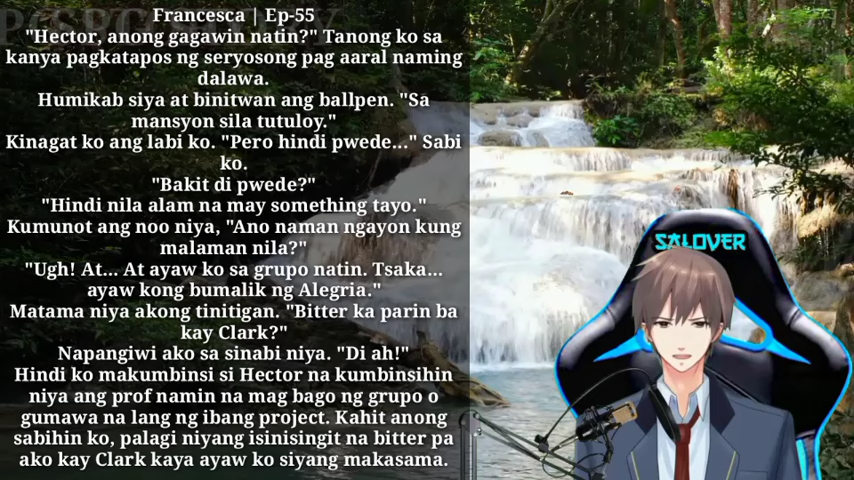 Francesca | Ep-55
"Hector, anong gagawin natin?" Tanong ko sa
kanya pagkatapos ng seryosong pag aaral naming
dalawa.
Humikab siya at binitwan ang ballpen. "Sa
mansyon sila tutuloy."
Kinagat ko ang labi ko. "Pero hindi pwede..." Sabi
ko.
"Bakit di pwede?"
"Hindi nila alam na may something tayo."
Kumunot ang noo niya, "Ano naman ngayon kung
malaman nila?"
"Ugh! At... At ayaw ko sa grupo natin. Tsaka...
ayaw kong bumalik ng Alegria."
Matama niya akong tinitigan. "Bitter ka parin ba
kay Clark?"
Napangiwi ako sa sinabi niya. "Di ah!"
Hindi ko makumbinsi si Hector na kumbinsihin
niya ang prof namin na mag bago ng grupo o
gumawa na lang ng ibang project. Kahit anong
sabihin ko, palagi niyang isinisingit na bitter pa
ako kay Clark kaya ayaw ko siyang makasama.
SALOVER